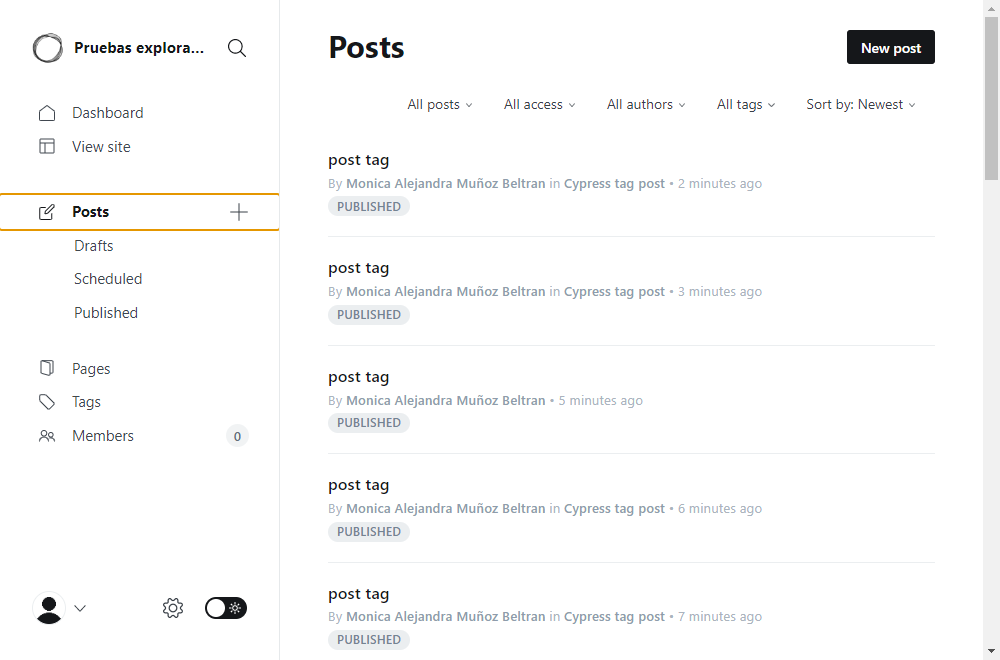 Pruebas explora...
Dashboard
View site
Posts
Drafts
Scheduled
Published
Pages
Tags
Members 0
Posts
New post
All posts All access All authors All tags Sort by: Newest
post tag
By Monica Alejandra Muñoz Beltran in Cypress tag post • 2 minutes ago
PUBLISHED
post tag
By Monica Alejandra Muñoz Beltran in Cypress tag post • 3 minutes ago
PUBLISHED
post tag
By Monica Alejandra Muñoz Beltran • 5 minutes ago
PUBLISHED
post tag
By Monica Alejandra Muñoz Beltran in Cypress tag post • 6 minutes ago
PUBLISHED
post tag
By Monica Alejandra Muñoz Beltran in Cypress tag post • 7 minutes ago
PUBLISHED